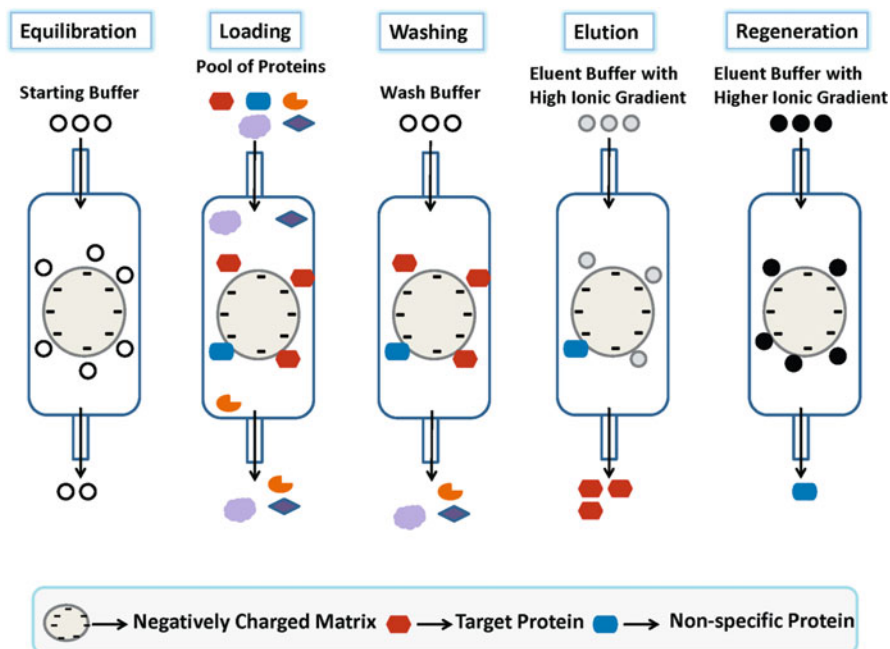 Equilibration
Loading
Washing
Elution
Regeneration
Starting Buffer
Pool of Proteins
Wash Buffer
Eluent Buffer with
High Ionic Gradient
Eluent Buffer with
Higher Ionic Gradient
Negatively Charged Matrix
Target Protein
Non-specific Protein